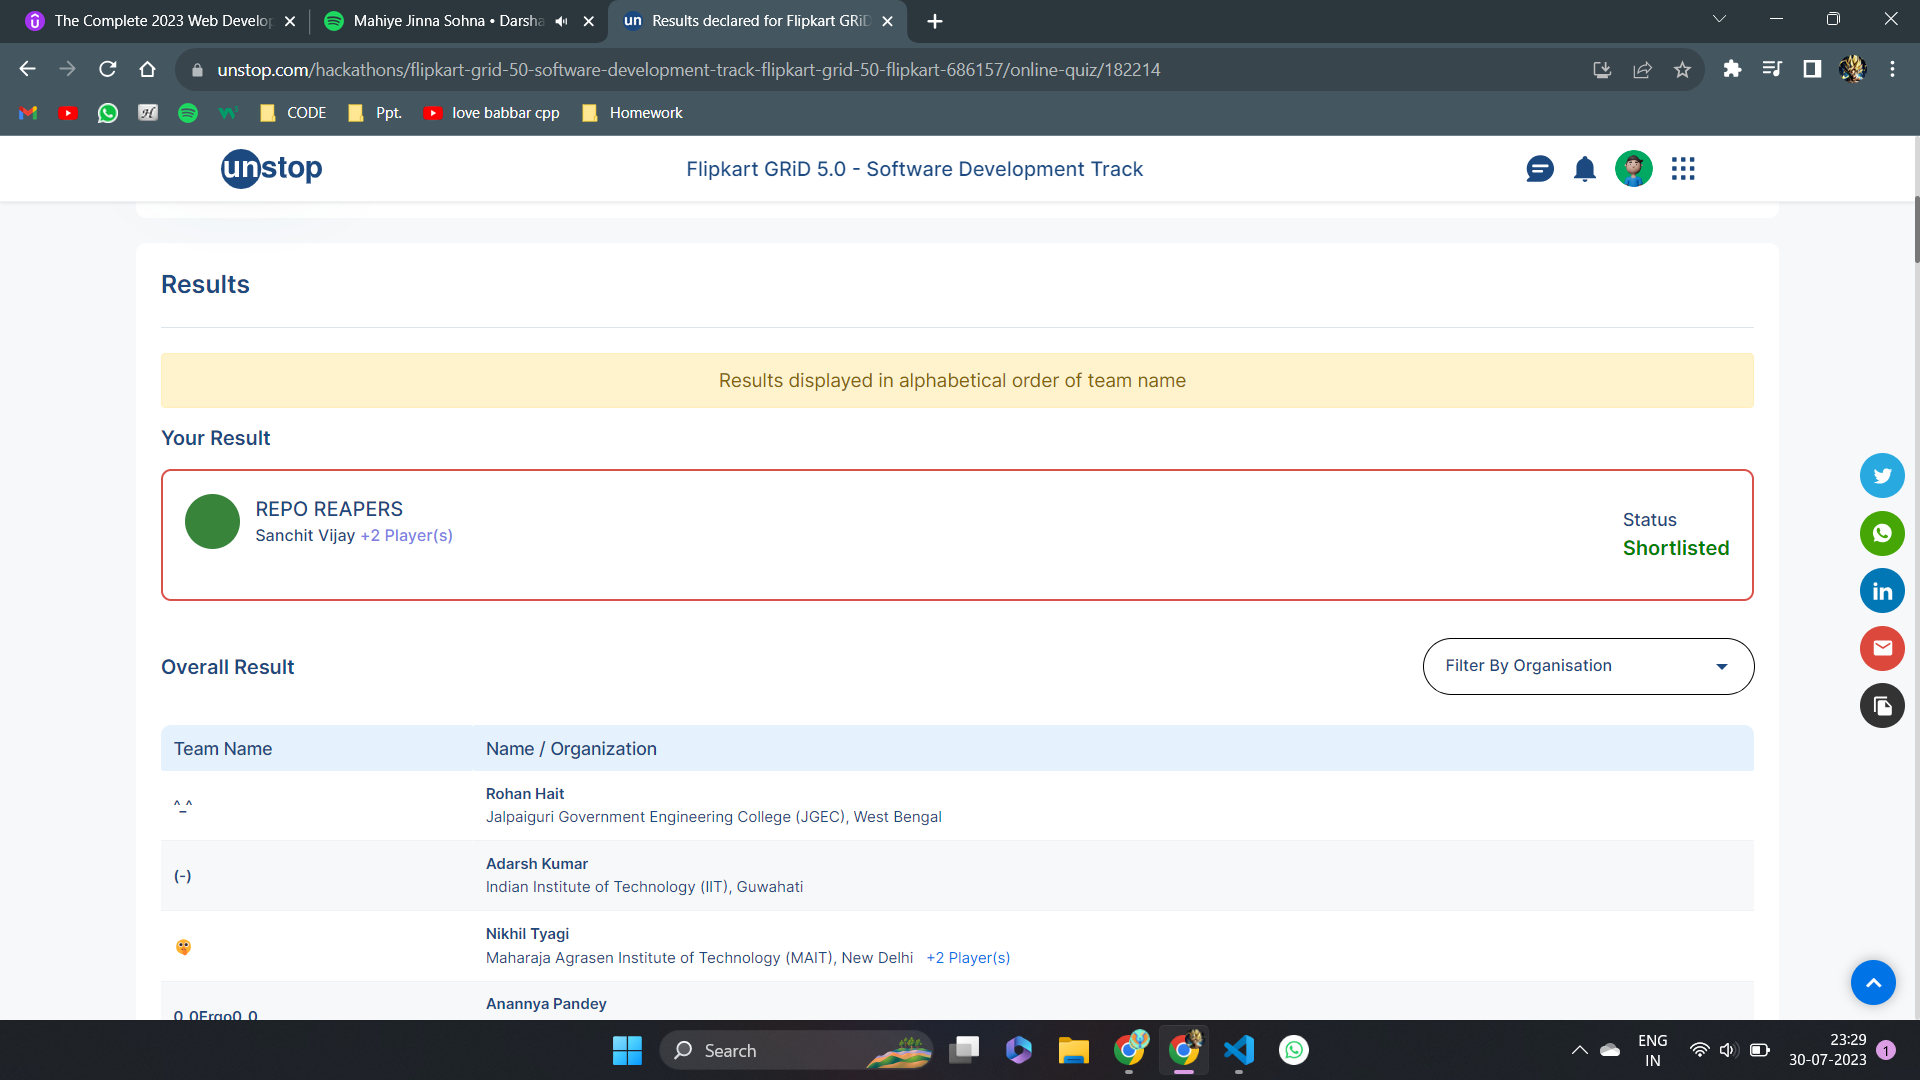 The Complete 2023 Web Develop
Mahiye Jinna Sohna • Darsha
un Results declared for Flipkart GRiD
unstop.com/hackathons/flipkart-grid-50-software-development-track-flipkart-grid-50-flipkart-686157/online-quiz/182214
CODE
Ppt.
love babbar cpp
Homework
unstop
Flipkart GRiD 5.0 - Software Development Track
Results
Results displayed in alphabetical order of team name
Your Result
REPO REAPERS
Sanchit Vijay +2 Player(s)
Status
Shortlisted
Overall Result
Filter By Organisation
Team Name
Name / Organization
^_^
Rohan Hait
Jalpaiguri Government Engineering College (JGEC), West Bengal
(-)
Adarsh Kumar
Indian Institute of Technology (IIT), Guwahati
Nikhil Tyagi
Maharaja Agrasen Institute of Technology (MAIT), New Delhi +2 Player(s)
0_0Ergo0_0
Anannya Pandey
Search
ENG
IN
23:29
30-07-2023
1